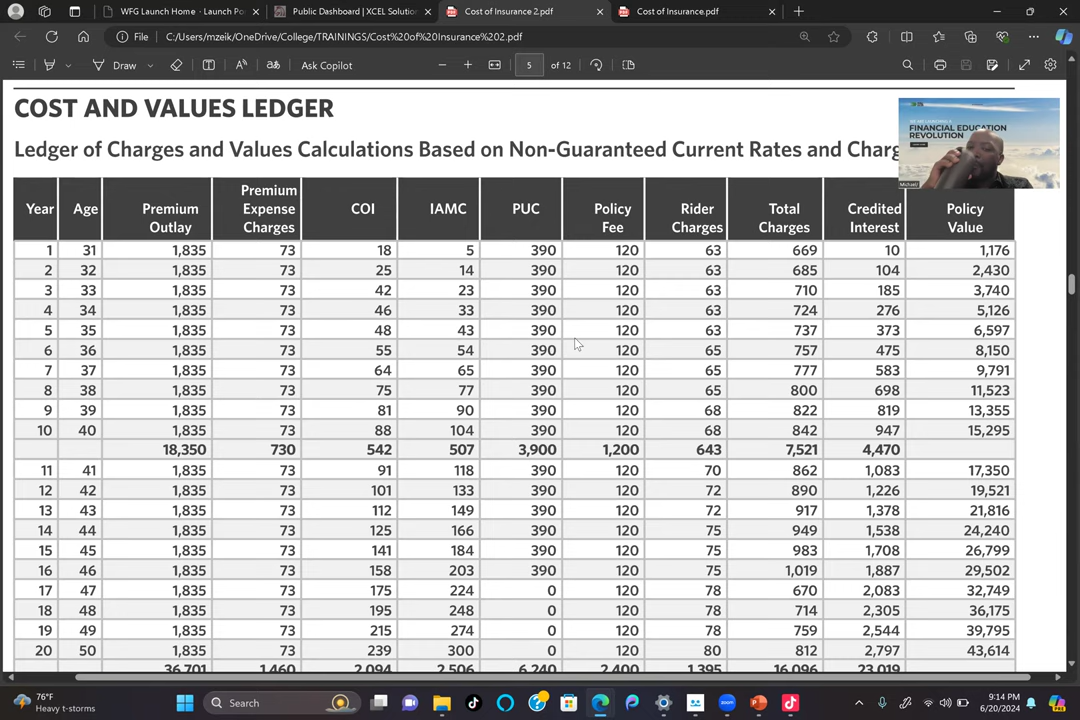 WFG Launch Home - Launch Po
Public Dashboard | XCEL Solutio
Cost of Insurance 2.pdf
Cost of Insurance.pdf
File
C:/Users/mzeik/OneDrive/College/TRAININGS/Cost%20of%20Insurance%202.pdf
Draw
Ask Copilot
5 of 12
COST AND VALUES LEDGER
Ledger of Charges and Values Calculations Based on Non-Guaranteed Current Rates and Charg
FINANCIAL EDUCATION
REVOLUTION
Michael
Year Age Premium Outlay Premium Expense Charges COI IAMC PUC Policy Fee Rider Charges Total Charges Credited Interest Policy Value
1 31 1,835 73 18 5 390 120 63 669 10 1,176
2 32 1,835 73 25 14 390 120 63 685 104 2,430
3 33 1,835 73 42 23 390 120 63 710 185 3,740
4 34 1,835 73 46 33 390 120 63 724 276 5,126
5 35 1,835 73 48 43 390 120 63 737 373 6,597
6 36 1,835 73 55 54 390 120 65 757 475 8,150
7 37 1,835 73 64 65 390 120 65 777 583 9,791
8 38 1,835 73 75 77 390 120 65 800 698 11,523
9 39 1,835 73 81 90 390 120 68 822 819 13,355
10 40 1,835 73 88 104 390 120 68 842 947 15,295
18,350 730 542 507 3,900 1,200 643 7,521 4,470
11 41 1,835 73 91 118 390 120 70 862 1,083 17,350
12 42 1,835 73 101 133 390 120 72 890 1,226 19,521
13 43 1,835 73 112 149 390 120 72 917 1,378 21,816
14 44 1,835 73 125 166 390 120 75 949 1,538 24,240
15 45 1,835 73 141 184 390 120 75 983 1,708 26,799
16 46 1,835 73 158 203 390 120 75 1,019 1,887 29,502
17 47 1,835 73 175 224 0 120 78 670 2,083 32,749
18 48 1,835 73 195 248 0 120 78 714 2,305 36,175
19 49 1,835 73 215 274 0 120 78 759 2,544 39,795
20 50 1,835 73 239 300 0 120 80 812 2,797 43,614
36,701 1,460 2,094 2,506 6,240 2,400 1,395 16,096 23,019
76°F
Heavy t-storms
Search
9:14 PM
6/20/2024